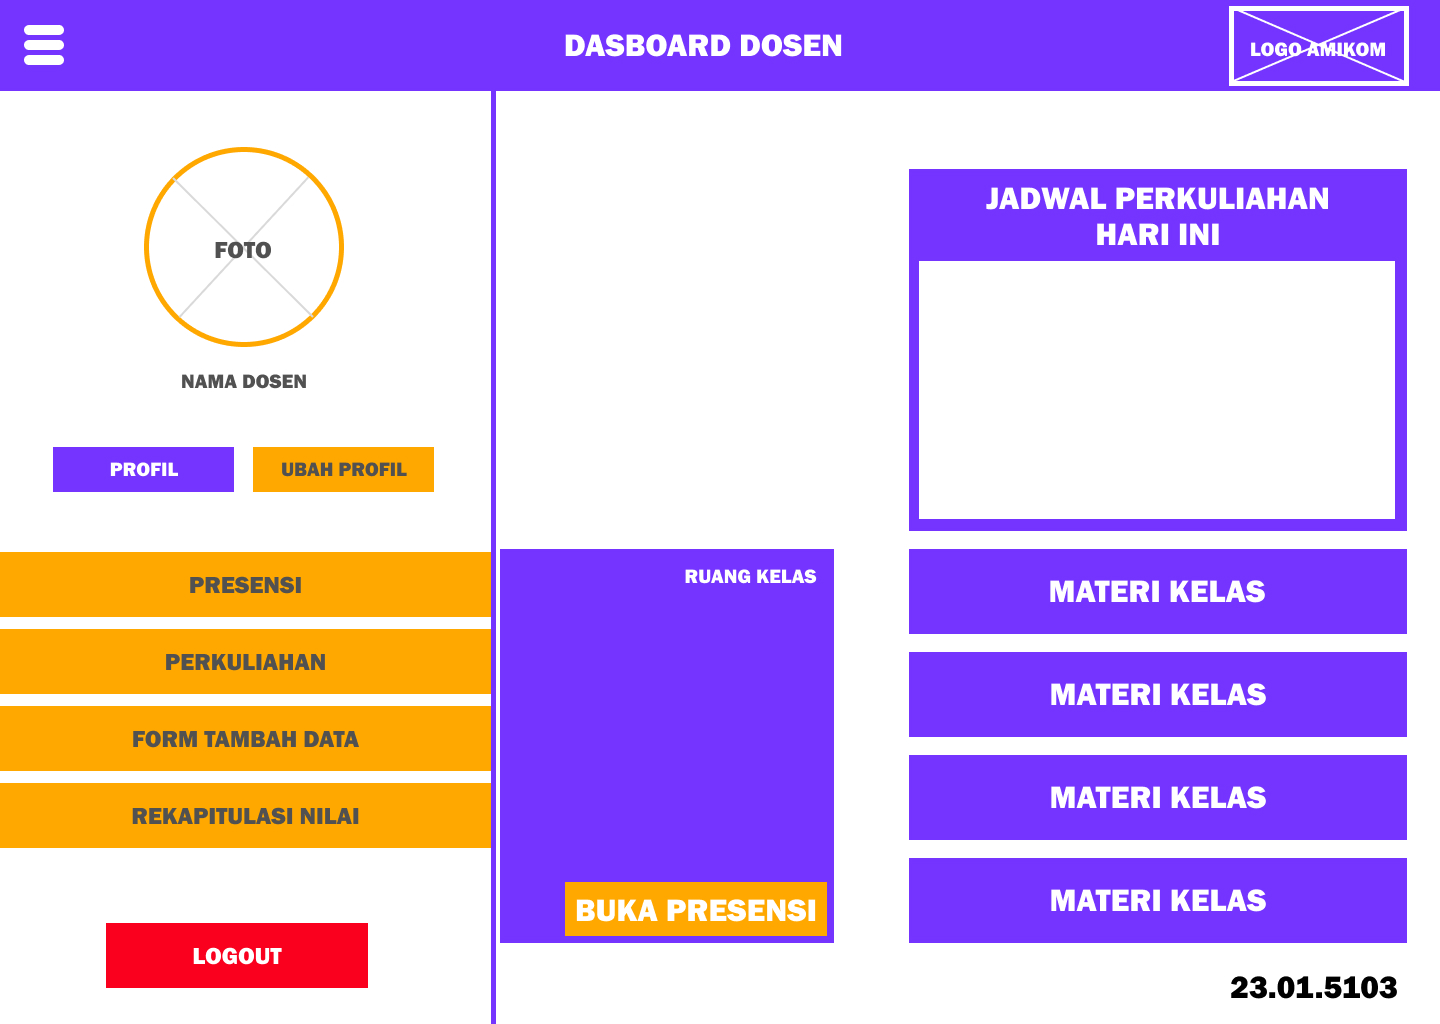 DASBOARD DOSEN
LOGO AMIKOM
FOTO
NAMA DOSEN
PROFIL
UBAH PROFIL
PRESENSI
PERKULIAHAN
FORM TAMBAH DATA
REKAPITULASI NILAI
LOGOUT
RUANG KELAS
BUKA PRESENSI
JADWAL PERKULIAHAN
HARI INI
MATERI KELAS
MATERI KELAS
MATERI KELAS
MATERI KELAS
23.01.5103